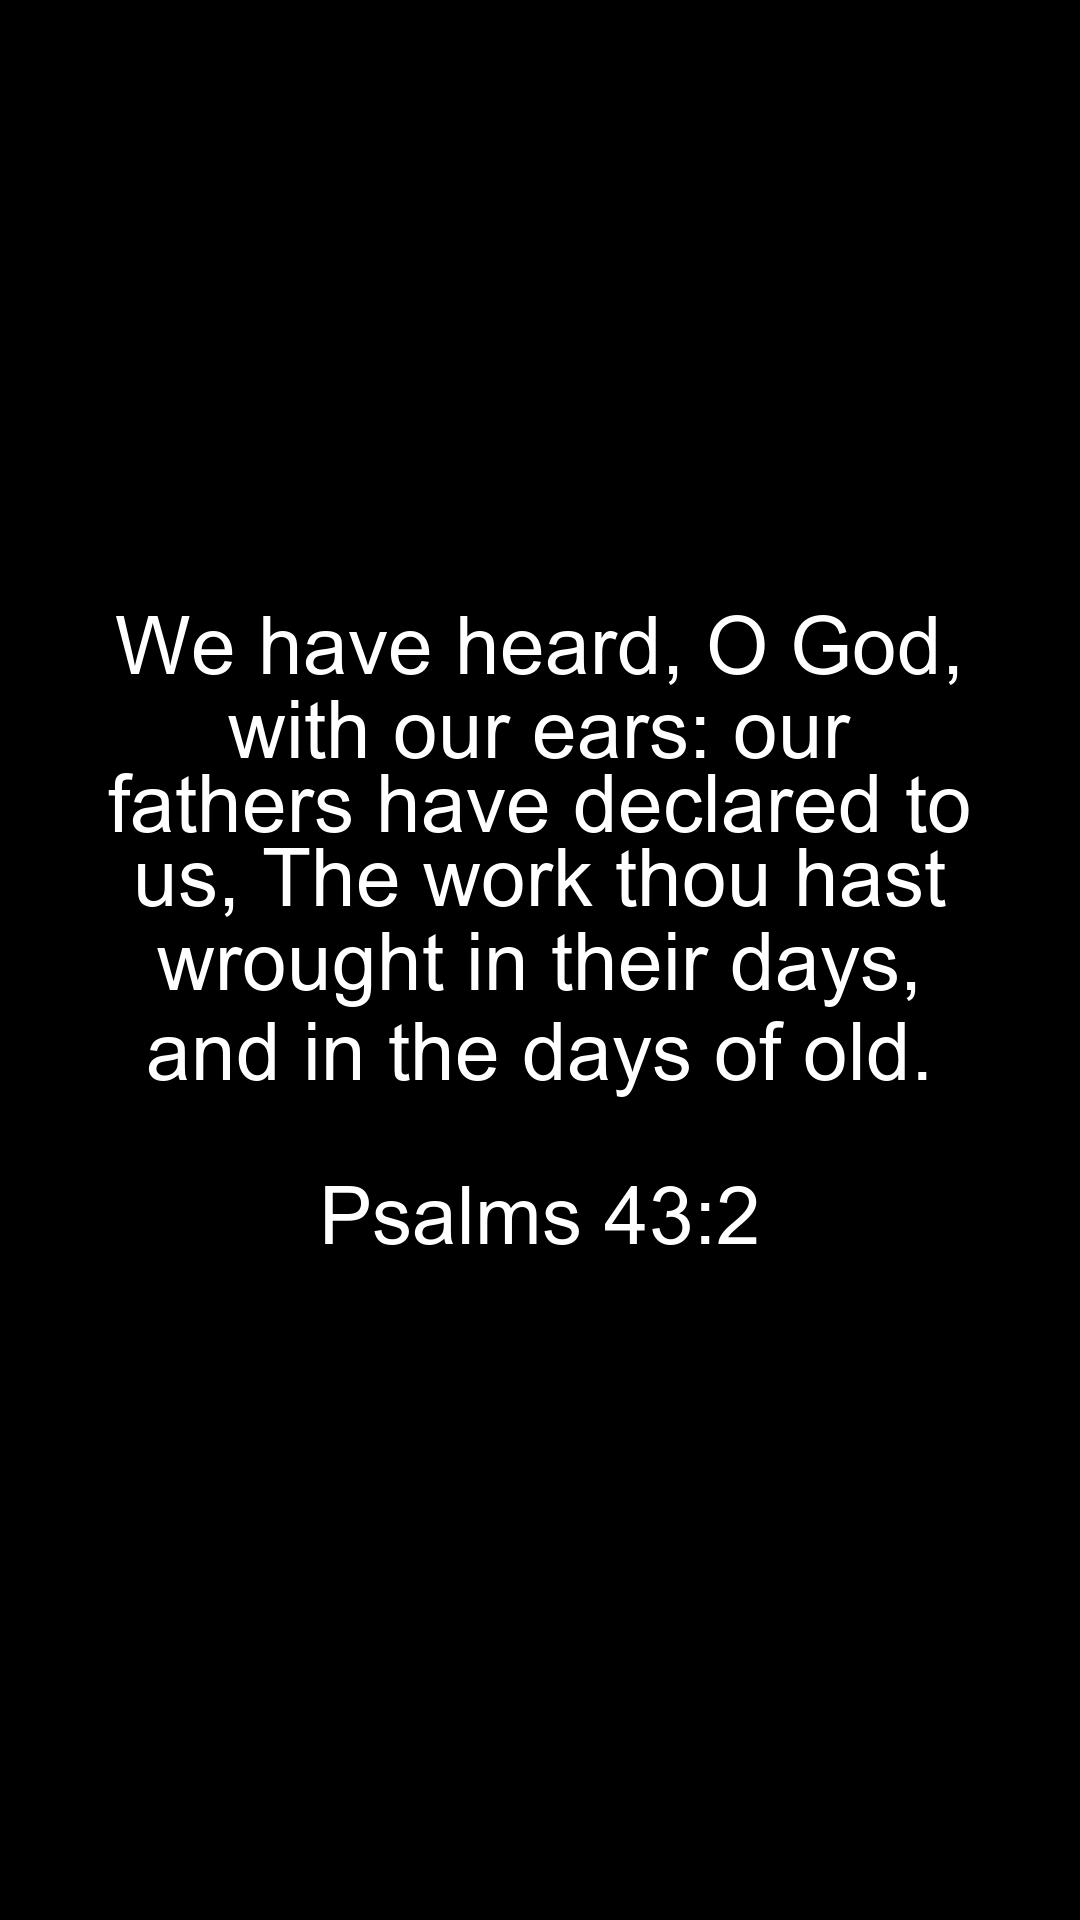 We have heard, O God,
with our ears: our
fathers have declared to
us, The work thou hast
wrought in their days,
and in the days of old.
Psalms 43:2